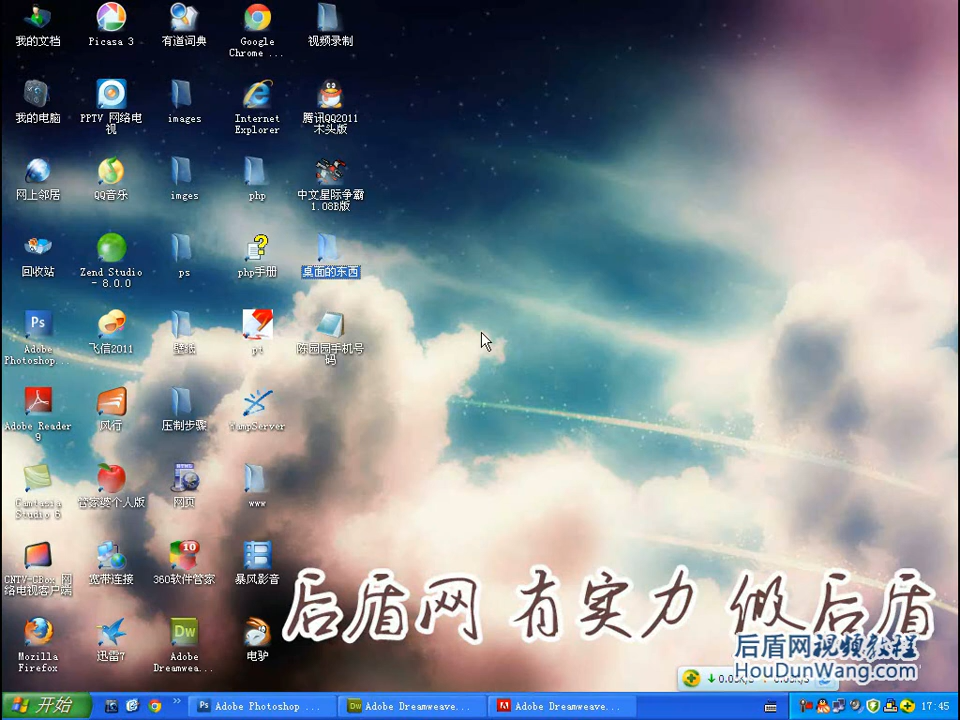 我的文档
Picasa 3
有道词典
Google
Chrome ...
视频录制
我的电脑
PPTV 网络电
视
images
Internet
Explorer
腾讯QQ2011
木头版
网上邻居
QQ音乐
imges
php
中文星际争霸
1.08B版
回收站
Zend Studio
- 8.0.0
ps
php手册
桌面的东西
Adobe
Photoshop...
飞信2011
壁纸
pt
陈园园手机号
码
Adobe Reader
9
风行
压制步骤
WampServer
Camtasia
Studio 6
管家婆个人版
网页
www
CNTV-CBox 网
络电视客户端
宽带连接
360软件管家
暴风影音
Mozilla
Firefox
迅雷7
Adobe
Dreamwea...
电驴
后盾网 有实力 做后盾
后盾网视频教程
HouDunWang.com
开始
Adobe Photoshop ...
Adobe Dreamweave...
Adobe Dreamweave...
17:45